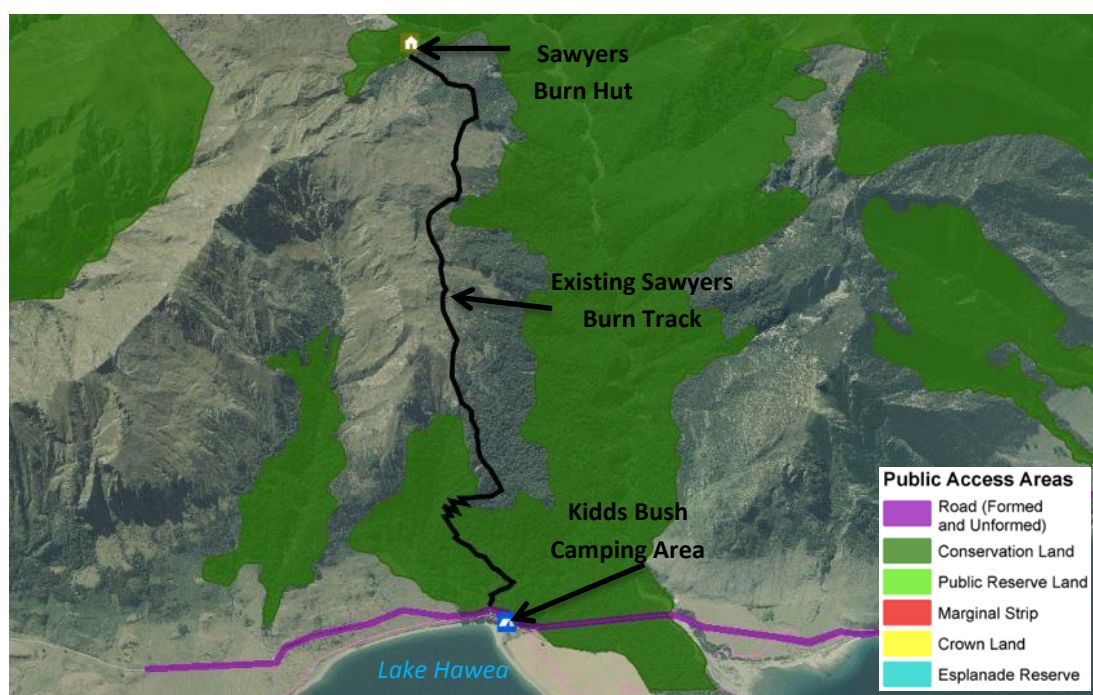 Sawyers
Burn Hut
Existing Sawyers
Burn Track
Kidds Bush
Camping Area
Lake Hawea
Public Access Areas
Road (Formed
and Unformed)
Conservation Land
Public Reserve Land
Marginal Strip
Crown Land
Esplanade Reserve